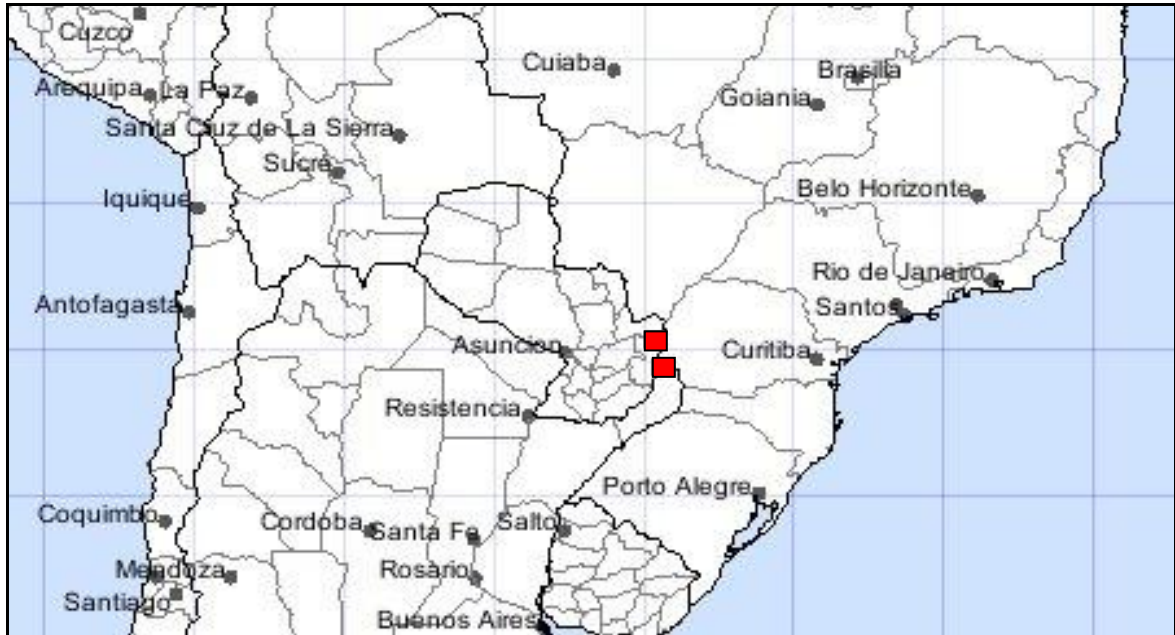 Cuzco
Cuiaba
Brasilia
Arequipa
La Paz
Goiania
Santa Cruz de La Sierra
Sucre
Belo Horizonte
Iquique
Rio de Janeiro
Antofagasta
Santos
Asuncion
Curitiba
Resistencia
Porto Alegre
Coquimbo
Cordoba
Santa Fe
Salto
Mendoza
Rosario
Santiago
Buenos Aires